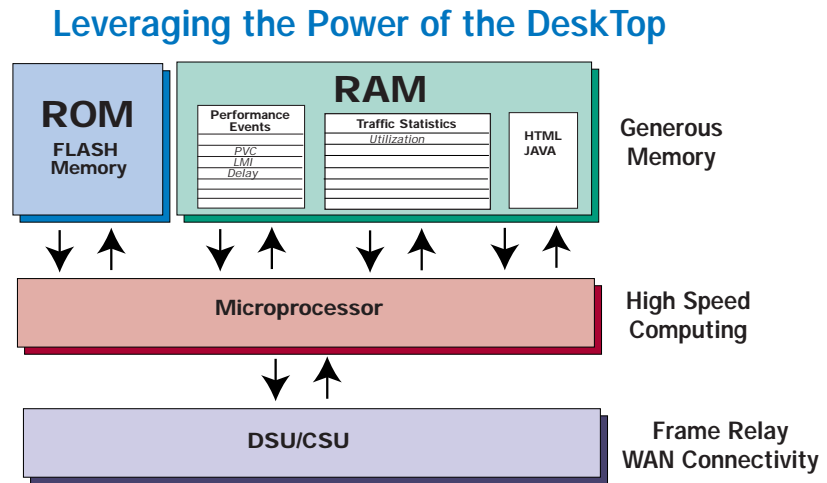 Leveraging the Power of the DeskTop
ROM
FLASH
Memory
RAM
Performance
Events
PVC
LMI
Delay
Traffic Statistics
Utilization
HTML
JAVA
Generous
Memory
Microprocessor
High Speed
Computing
DSU/CSU
Frame Relay
WAN Connectivity